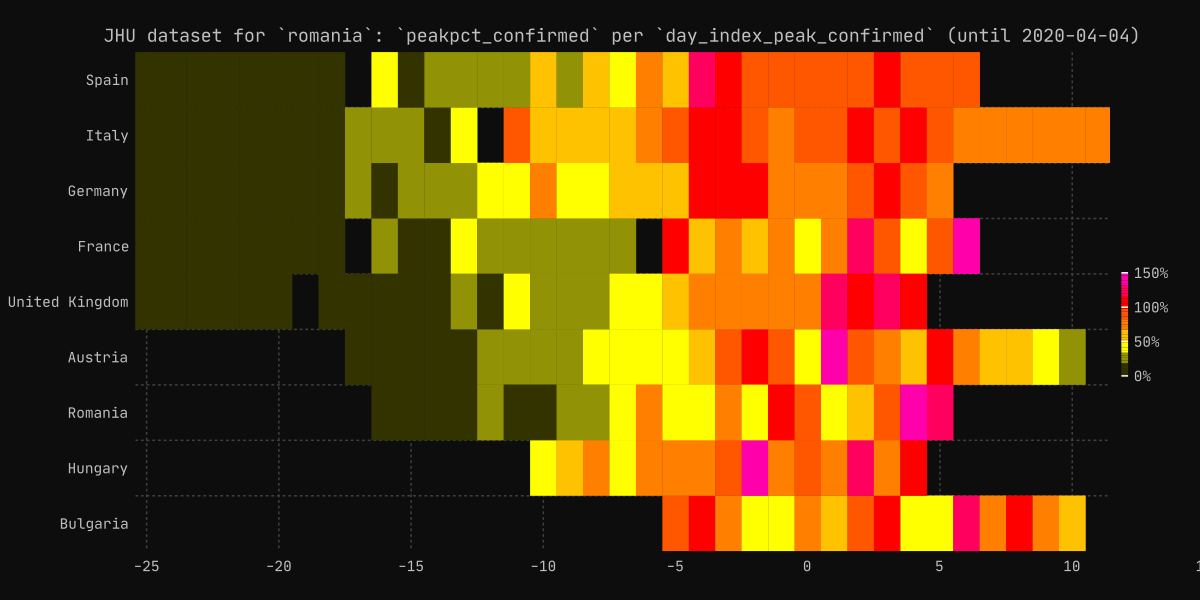 JHU dataset for `romania`: `peakpct_confirmed` per `day_index_peak_confirmed` (until 2020-04-04)
Spain
Italy
Germany
France
United Kingdom
Austria
Romania
Hungary
Bulgaria
150%
100%
50%
0%
-25 -20 -15 -10 -5 0 5 10 1